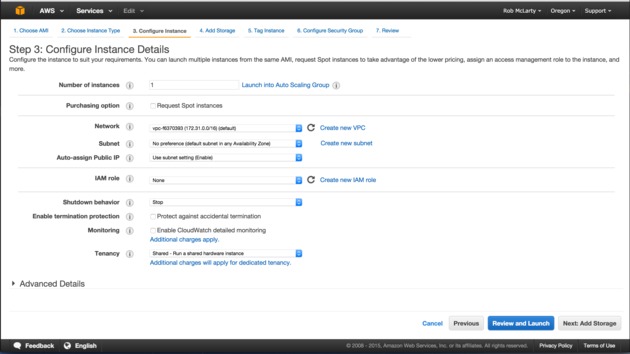 AWS Services Edit Rob McLarty Oregon Support
1. Choose AMI 2. Choose Instance Type 3. Configure Instance 4. Add Storage 5. Tag Instance 6. Configure Security Group 7. Review
Step 3: Configure Instance Details
Configure the instance to suit your requirements. You can launch multiple instances from the same AMI, request Spot instances to take advantage of the lower pricing, assign an access management role to the instance, and
more.
Number of instances 1 Launch into Auto Scaling Group
Purchasing option Request Spot instances
Network vpc-f6370393 (172.31.0.0/16) (default) Create new VPC
Subnet No preference (default subnet in any Availability Zone) Create new subnet
Auto-assign Public IP Use subnet setting (Enable)
IAM role None Create new IAM role
Shutdown behavior Stop
Enable termination protection Protect against accidental termination
Monitoring Enable CloudWatch detailed monitoring
Additional charges apply.
Tenancy Shared - Run a shared hardware instance
Additional charges will apply for dedicated tenancy.
Advanced Details
Cancel Previous Review and Launch Next: Add Storage
Feedback English © 2008 - 2015, Amazon Web Services, Inc. or its affiliates. All rights reserved. Privacy Policy Terms of Use